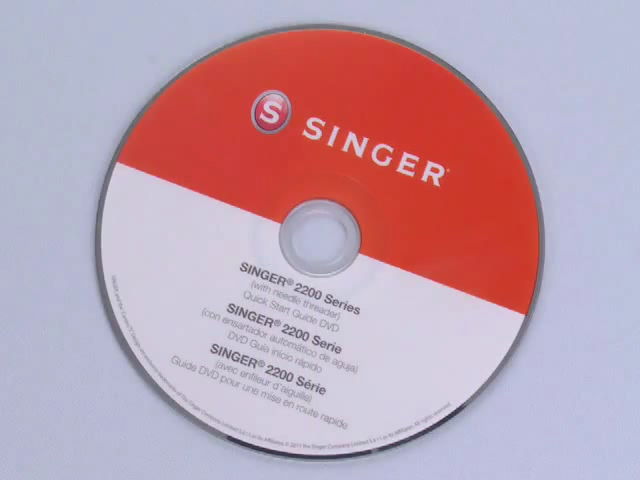 S SINGER®
SINGER® 2200 Series
(with needle threader)
Quick Start Guide DVD
SINGER® 2200 Serie
(con ensartador automático de aguja)
DVD Guía inicio rápido
SINGER® 2200 Série
(avec enfileur d'aiguille)
Guide DVD pour une mise en route rapide